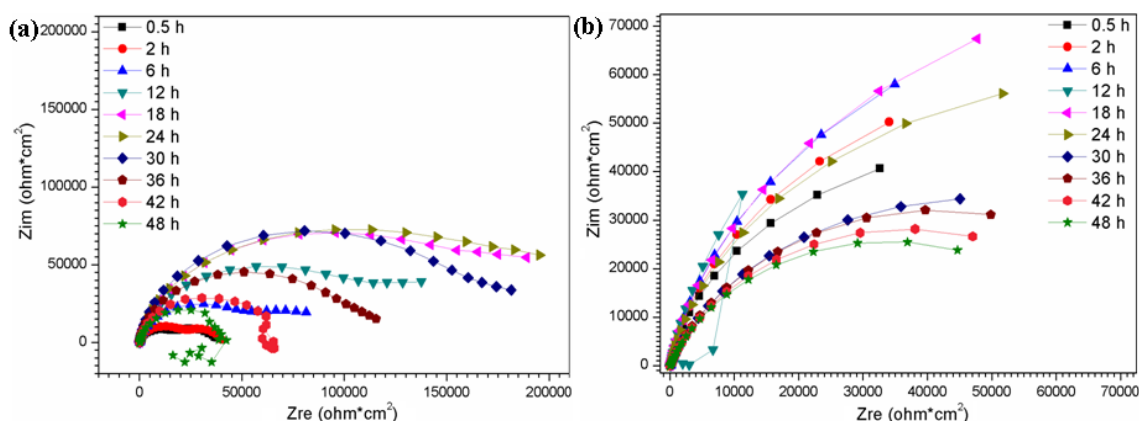 (a)
200000
150000
100000
50000
0
Zim (ohm*cm²)
0.5 h
2 h
6 h
12 h
18 h
24 h
30 h
36 h
42 h
48 h
0 50000 100000 150000 200000
Zre (ohm*cm²)
(b)
70000
60000
50000
40000
30000
20000
10000
0
Zim (ohm*cm²)
0.5 h
2 h
6 h
12 h
18 h
24 h
30 h
36 h
42 h
48 h
0 10000 20000 30000 40000 50000 60000 70000
Zre (ohm*cm²)